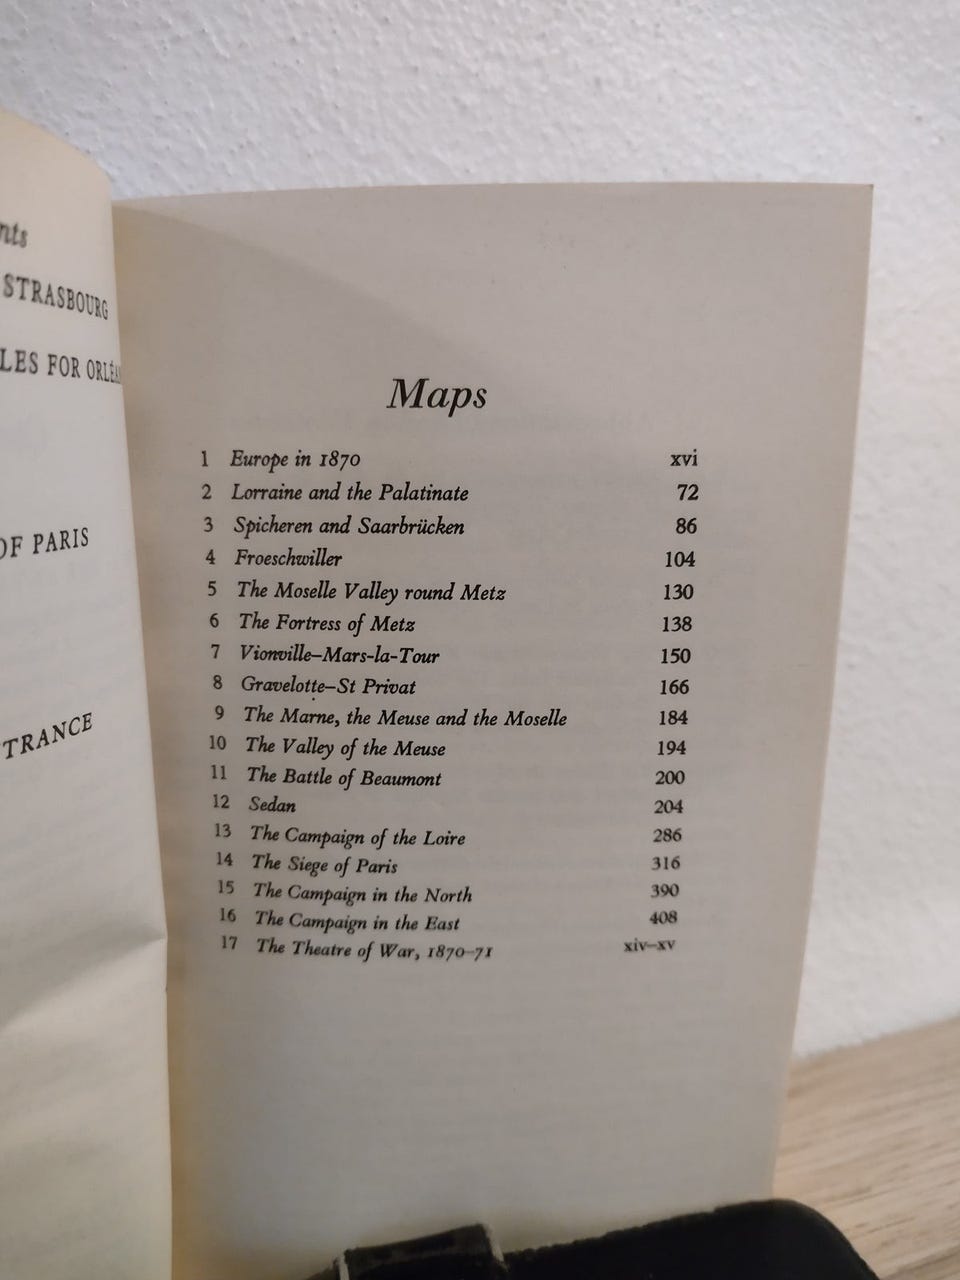 nts
STRASBOURG
LES FOR ORLÉA
OF PARIS
TRANCE
Maps
1 Europe in 1870 xvi
2 Lorraine and the Palatinate 72
3 Spicheren and Saarbrücken 86
4 Froeschwiller 104
5 The Moselle Valley round Metz 130
6 The Fortress of Metz 138
7 Vionville–Mars-la-Tour 150
8 Gravelotte–St Privat 166
9 The Marne, the Meuse and the Moselle 184
10 The Valley of the Meuse 194
11 The Battle of Beaumont 200
12 Sedan 204
13 The Campaign of the Loire 286
14 The Siege of Paris 316
15 The Campaign in the North 390
16 The Campaign in the East 408
17 The Theatre of War, 1870–71 xiv–xv